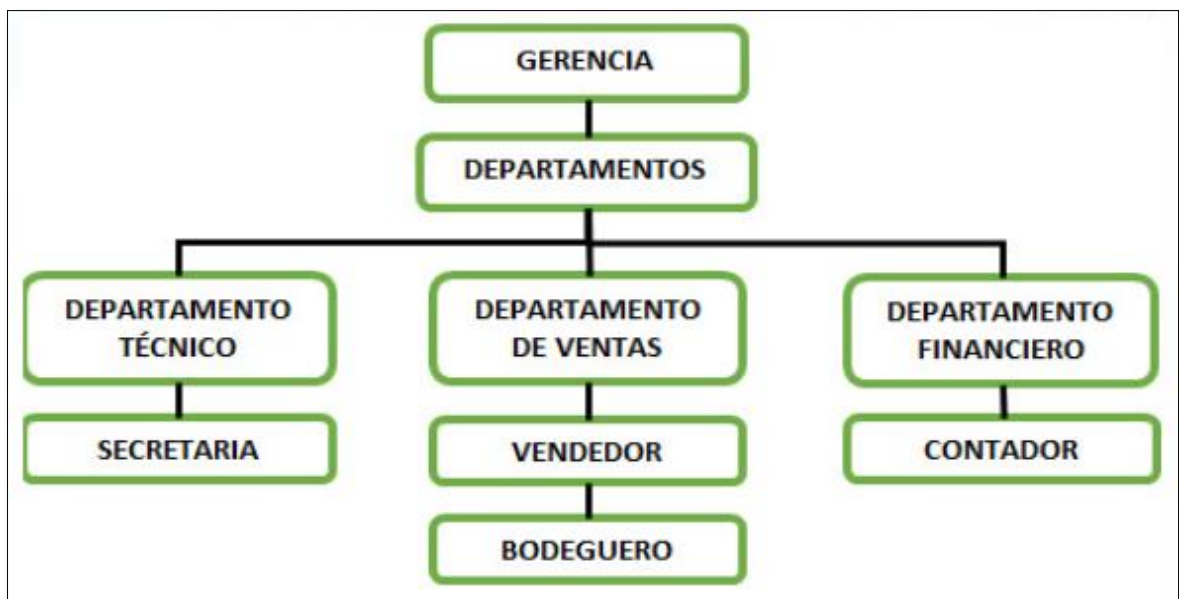 GERENCIA
DEPARTAMENTOS
DEPARTAMENTO
TÉCNICO
DEPARTAMENTO
DE VENTAS
DEPARTAMENTO
FINANCIERO
SECRETARIA
VENDEDOR
CONTADOR
BODEGUERO